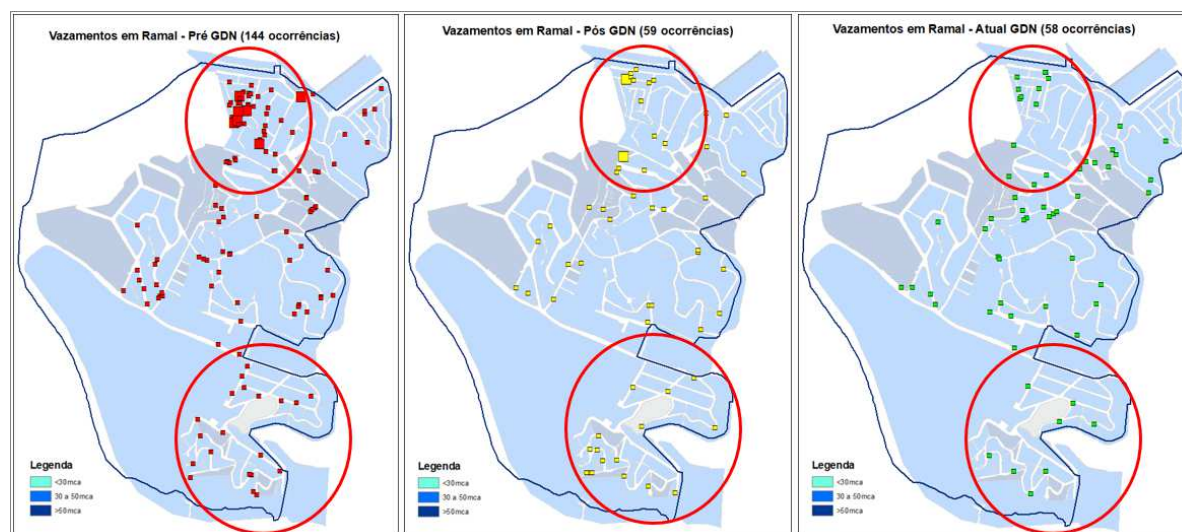 Vazamentos em Ramal - Pré GDN (144 ocorrências)
Legenda
<30mca
30 a 50mca
>50mca
Vazamentos em Ramal - Pós GDN (59 ocorrências)
Legenda
<30mca
30 a 50mca
>50mca
Vazamentos em Ramal - Atual GDN (58 ocorrências)
Legenda
<30mca
30 a 50mca
>50mca